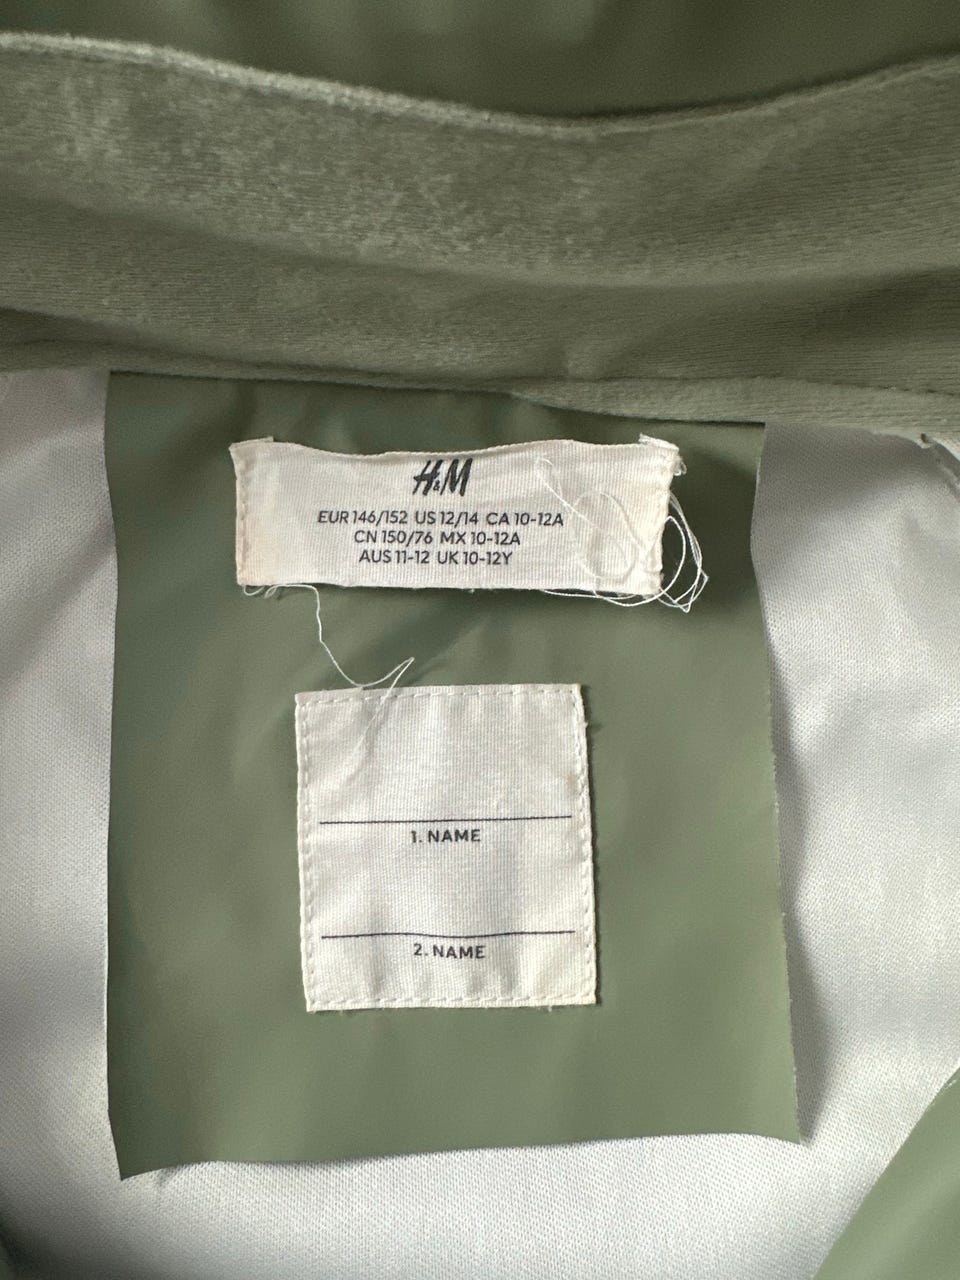 H&M
EUR 146/152 US 12/14 CA 10-12A
CN 150/76 MX 10-12A
AUS 11-12 UK 10-12Y
1. NAME
2. NAME